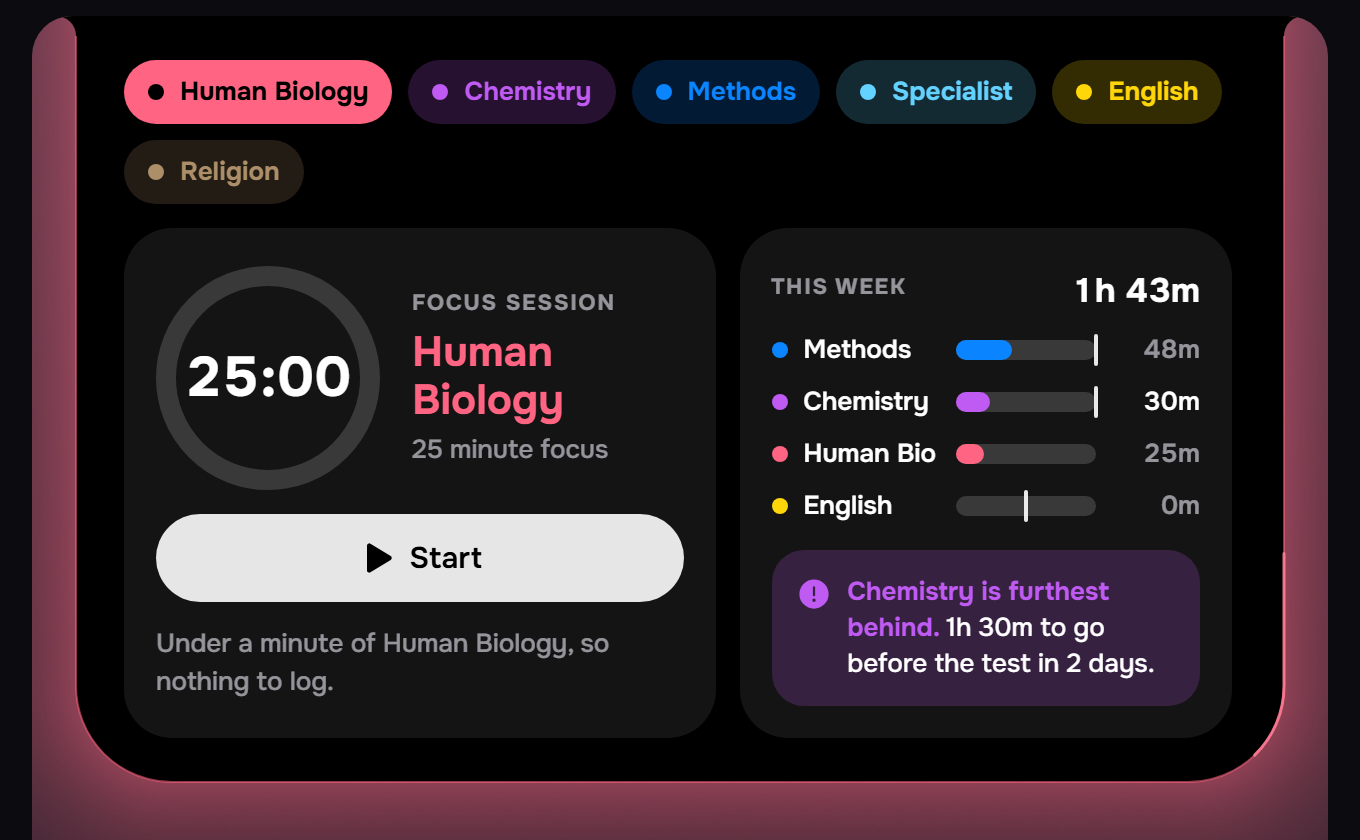 Human Biology
Chemistry
Methods
Specialist
English
Religion
25:00
FOCUS SESSION
Human
Biology
25 minute focus
Start
Under a minute of Human Biology, so
nothing to log.
THIS WEEK
1h 43m
Methods 48m
Chemistry 30m
Human Bio 25m
English 0m
Chemistry is furthest
behind. 1h 30m to go
before the test in 2 days.